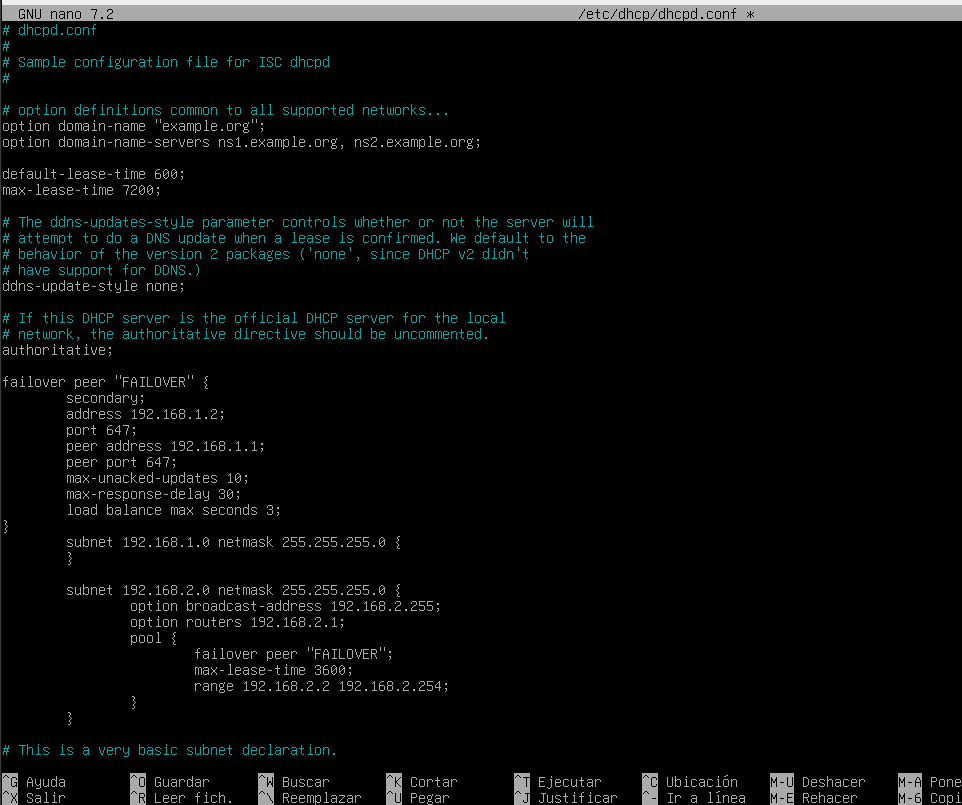 GNU nano 7.2 /etc/dhcp/dhcpd.conf *
# dhcpd.conf
#
# Sample configuration file for ISC dhcpd
#
# option definitions common to all supported networks...
option domain-name "example.org";
option domain-name-servers ns1.example.org, ns2.example.org;
default-lease-time 600;
max-lease-time 7200;
# The ddns-updates-style parameter controls whether or not the server will
# attempt to do a DNS update when a lease is confirmed. We default to the
# behavior of the version 2 packages ('none', since DHCP v2 didn't
# have support for DDNS.)
ddns-update-style none;
# If this DHCP server is the official DHCP server for the local
# network, the authoritative directive should be uncommented.
authoritative;
failover peer "FAILOVER" {
secondary;
address 192.168.1.2;
port 647;
peer address 192.168.1.1;
peer port 647;
max-unacked-updates 10;
max-response-delay 30;
load balance max seconds 3;
}
subnet 192.168.1.0 netmask 255.255.255.0 {
}
subnet 192.168.2.0 netmask 255.255.255.0 {
option broadcast-address 192.168.2.255;
option routers 192.168.2.1;
pool {
failover peer "FAILOVER";
max-lease-time 3600;
range 192.168.2.2 192.168.2.254;
}
}
# This is a very basic subnet declaration.
^G Ayuda ^O Guardar ^W Buscar ^K Cortar ^T Ejecutar ^C Ubicación M-U Deshacer M-A Pone
^X Salir ^R Leer fich. ^\ Reemplazar ^U Pegar ^J Justificar ^- Ir a línea M-E Rehacer M-6 Copi